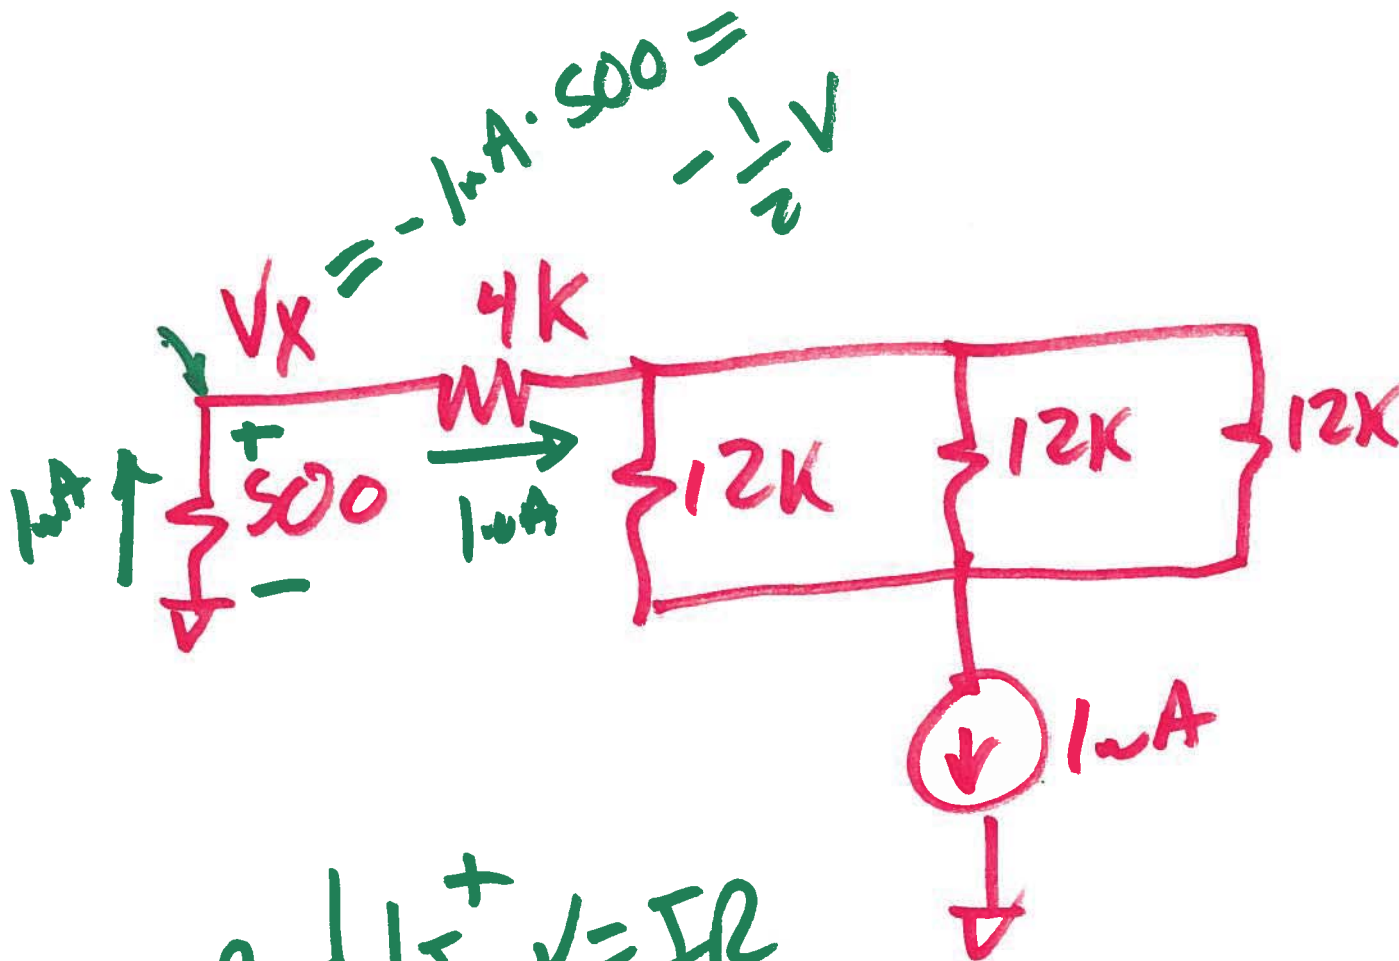 = -1mA · 500 =
- 1/2 V
Vx
4K
+
500
-
1mA
1mA
12K
12K
12K
1mA
+
V = IR